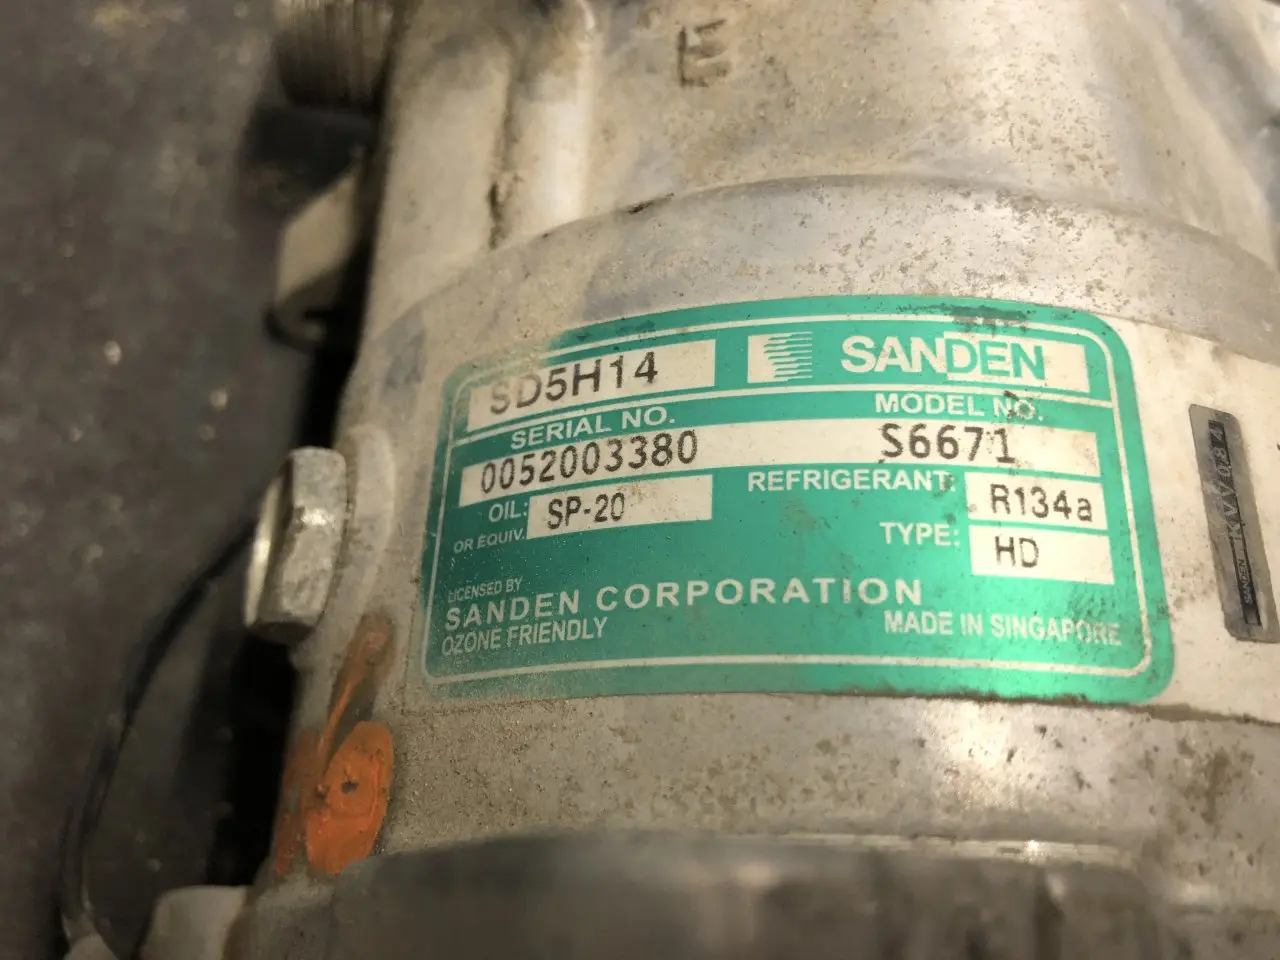 E
SD5H14 SANDEN
SERIAL NO. MODEL NO.
0052003380 S6671
OIL: SP-20 REFRIGERANT: R134a
OR EQUIV. TYPE: HD
LICENSED BY
SANDEN CORPORATION
OZONE FRIENDLY MADE IN SINGAPORE
SANDEN